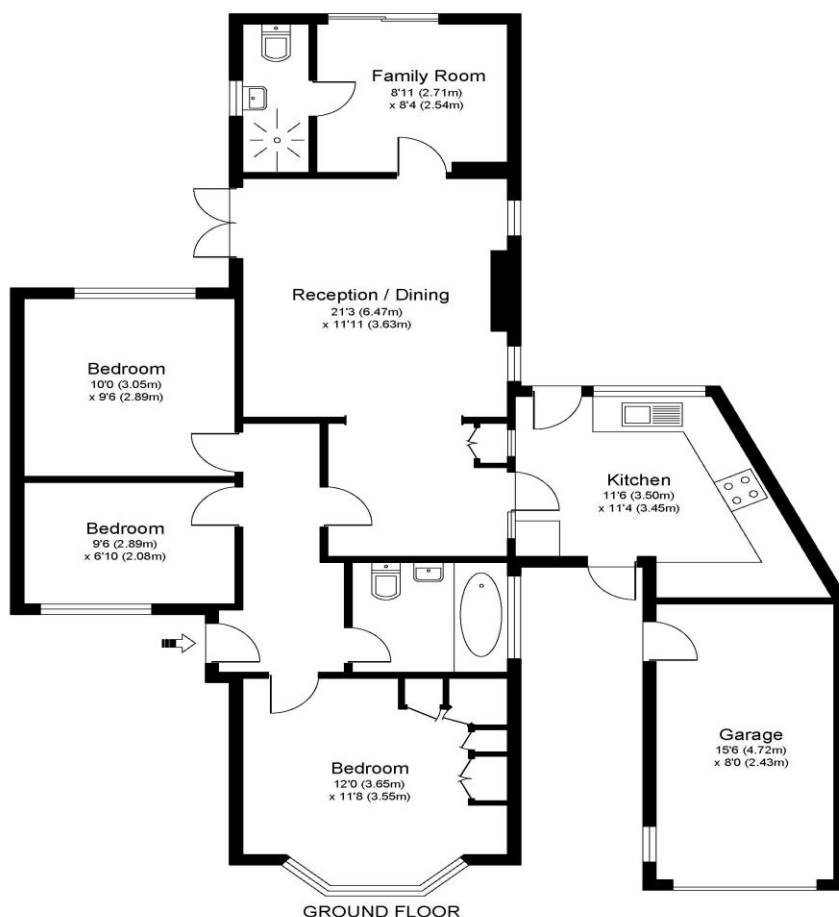 Family Room
8'11 (2.71m)
x 8'4 (2.54m)
Reception / Dining
21'3 (6.47m)
x 11'11 (3.63m)
Bedroom
10'0 (3.05m)
x 9'6 (2.89m)
Kitchen
11'6 (3.50m)
x 11'4 (3.45m)
Bedroom
9'6 (2.89m)
x 6'10 (2.08m)
Garage
15'6 (4.72m)
x 8'0 (2.43m)
Bedroom
12'0 (3.65m)
x 11'8 (3.55m)
GROUND FLOOR